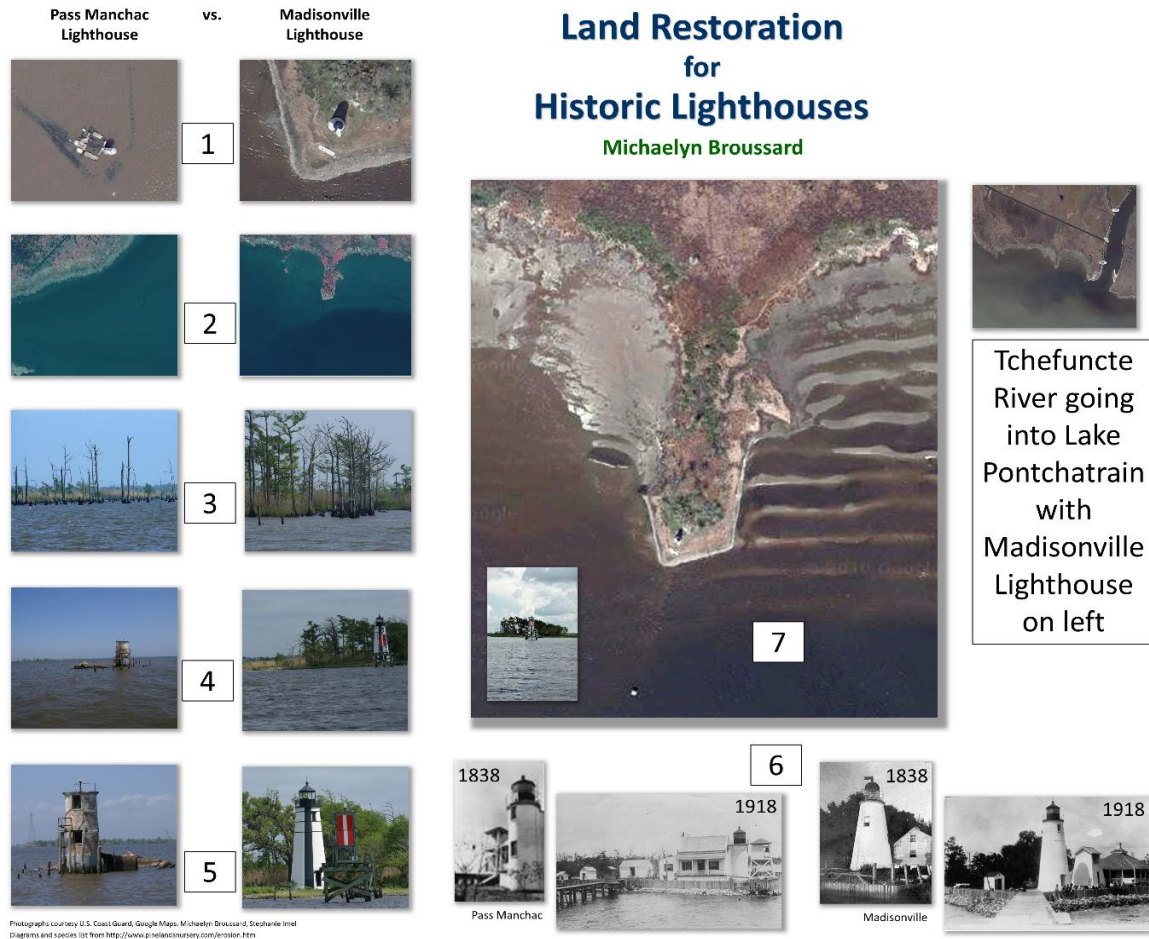 Pass Manchac vs. Madisonville
Lighthouse Lighthouse
Land Restoration
for
Historic Lighthouses
Michaelyn Broussard
1
2
3
4
5
7
Tchefuncte
River going
into Lake
Pontchatrain
with
Madisonville
Lighthouse
on left
6
1838
1918
Pass Manchac
1838
1918
Madisonville
Photographs courtesy U.S. Coast Guard, Google Maps, Michaelyn Broussard, Stephanie Imel
Diagrams and species list from http://www.pinelandsnursery.com/erosion.htm